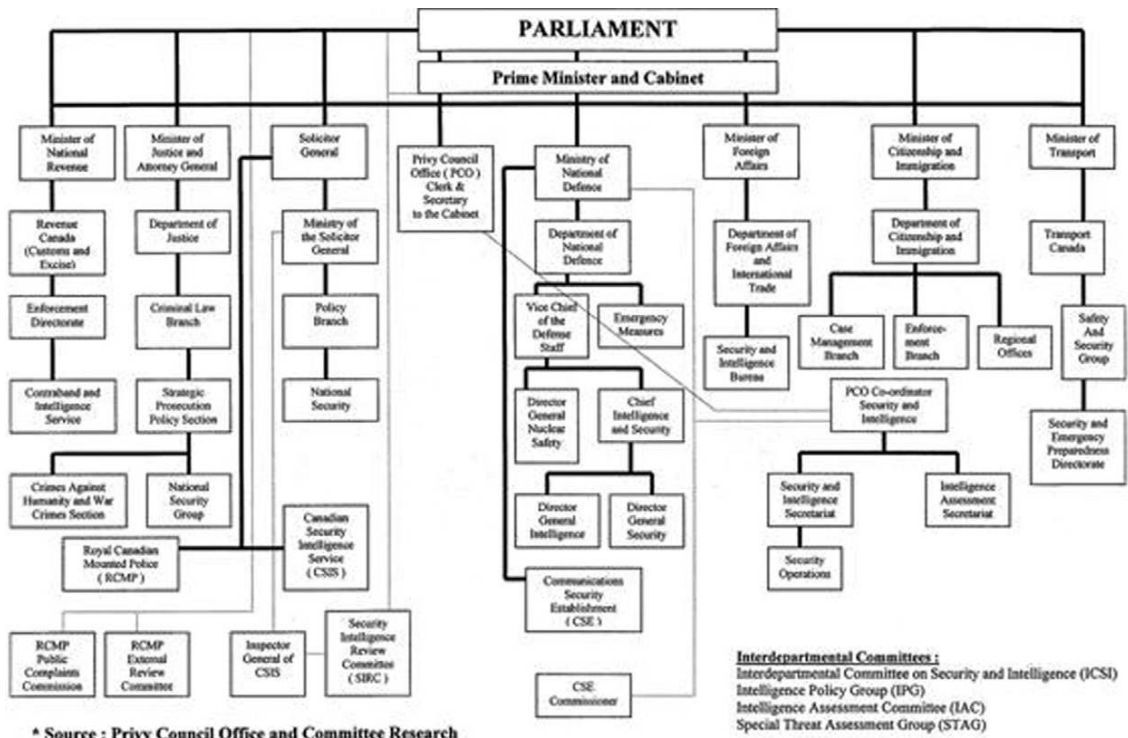 PARLIAMENT
Prime Minister and Cabinet
Minister of
National
Revenue
Minister of
Justice and
Attorney General
Solicitor
General
Privy Council
Office ( PCO )
Clerk &
Secretary
to the Cabinet
Ministry of
National
Defence
Minister of
Foreign
Affairs
Minister of
Citizenship and
Immigration
Minister of
Transport
Revenue
Canada
(Customs and
Excise)
Department of
Justice
Ministry of
the Solicitor
General
Department of
National
Defence
Department of
Foreign Affairs
and
International
Trade
Department of
Citizenship and
Immigration
Transport
Canada
Enforcement
Directorate
Criminal Law
Branch
Policy
Branch
Vice Chief
of the
Defense
Staff
Emergency
Measures
Security and
Intelligence
Bureau
Case
Management
Branch
Enforce-
ment
Branch
Regional
Offices
Safety
And
Security
Group
Contraband and
Intelligence
Service
Strategic
Prosecution
Policy Section
National
Security
Director
General
Nuclear
Safety
Chief
Intelligence
and Security
PCO Co-ordinator
Security and
Intelligence
Security and
Emergency
Preparedness
Directorate
Crimes Against
Humanity and War
Crimes Section
National
Security
Group
Canadian
Security
Intelligence
Service
( CSIS )
Director
General
Intelligence
Director
General
Security
Security and
Intelligence
Secretariat
Intelligence
Assessment
Secretariat
Royal Canadian
Mounted Police
( RCMP )
Communications
Security
Establishment
( CSE )
Security
Operations
RCMP
Public
Complaints
Commission
RCMP
External
Review
Committee
Inspector
General of
CSIS
Security
Intelligence
Review
Committee
( SIRC )
CSE
Commissioner
Interdepartmental Committees :
Interdepartmental Committee on Security and Intelligence (ICSI)
Intelligence Policy Group (IPG)
Intelligence Assessment Committee (IAC)
Special Threat Assessment Group (STAG)
* Source : Privy Council Office and Committee Research